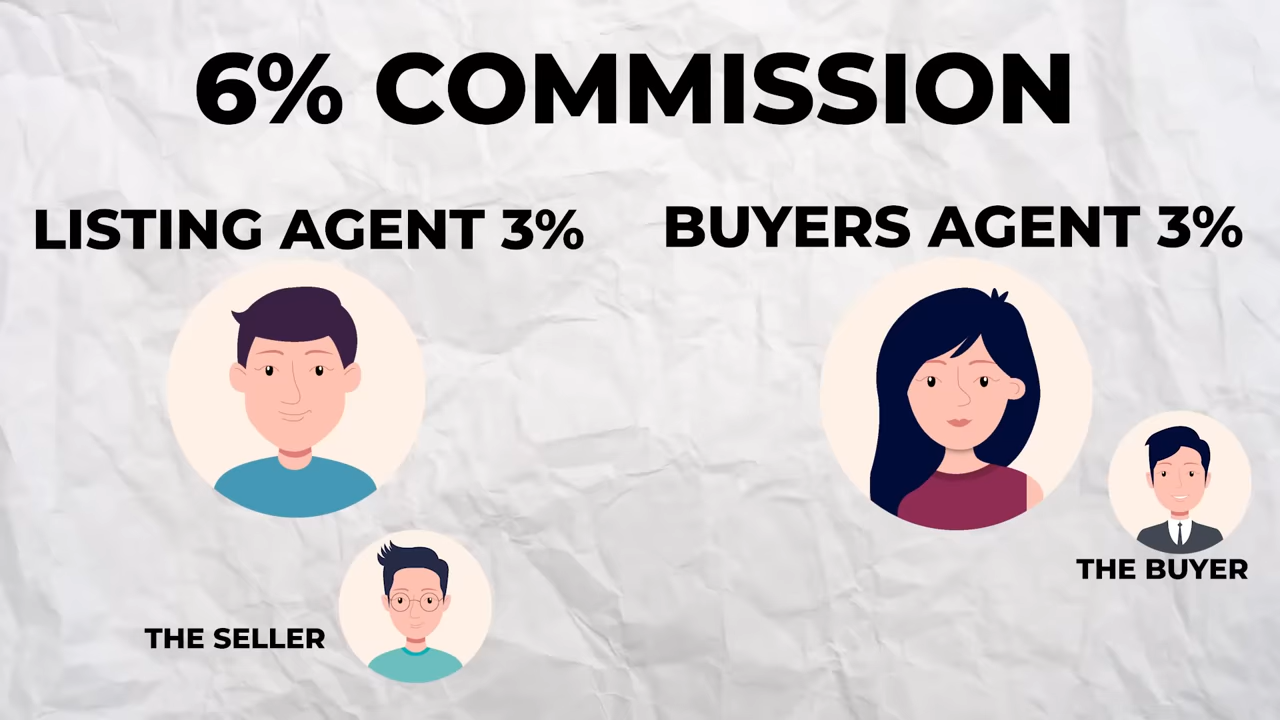 6% COMMISSION
LISTING AGENT 3%
BUYERS AGENT 3%
THE BUYER
THE SELLER